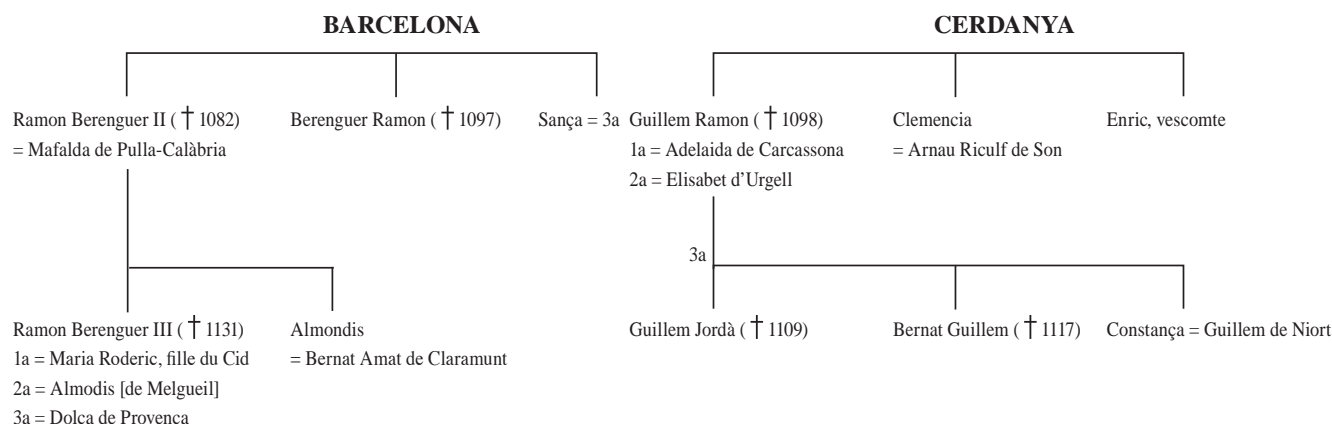 BARCELONA
CERDANYA
Ramon Berenguer II ( † 1082)
= Mafalda de Pulla-Calàbria
Berenguer Ramon ( † 1097)
Sança = 3a
Guillem Ramon ( † 1098)
1a = Adelaida de Carcassona
2a = Elisabet d’Urgell
Clemencia
= Arnau Riculf de Son
Enric, vescomte
3a
Ramon Berenguer III ( † 1131)
1a = Maria Roderic, fille du Cid
2a = Almodis [de Melgueil]
3a = Dolca de Provenca
Almondis
= Bernat Amat de Claramunt
Guillem Jordà ( † 1109)
Bernat Guillem ( † 1117)
Constança = Guillem de Niort